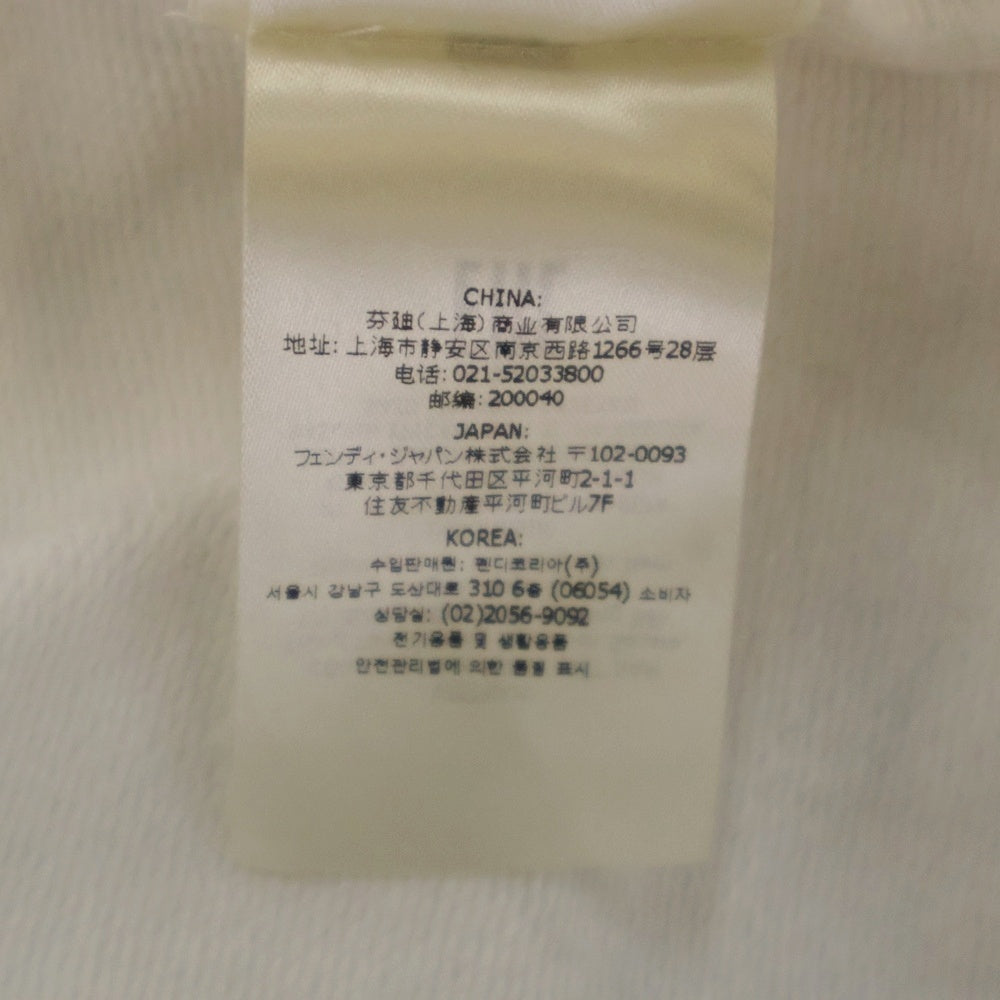 CHINA:
芬迪(上海)商业有限公司
地址: 上海市静安区南京西路1266号28层
电话: 021-52033800
邮编: 200040
JAPAN:
フェンディ・ジャパン株式会社 〒102-0093
東京都千代田区平河町2-1-1
住友不動産平河町ビル7F
KOREA:
수입판매원: 펜디코리아(주)
서울시 강남구 도산대로 310 6층 (06054) 소비자
상담실: (02)2056-9092
전기용품 및 생활용품
안전관리법에 의한 품질 표시